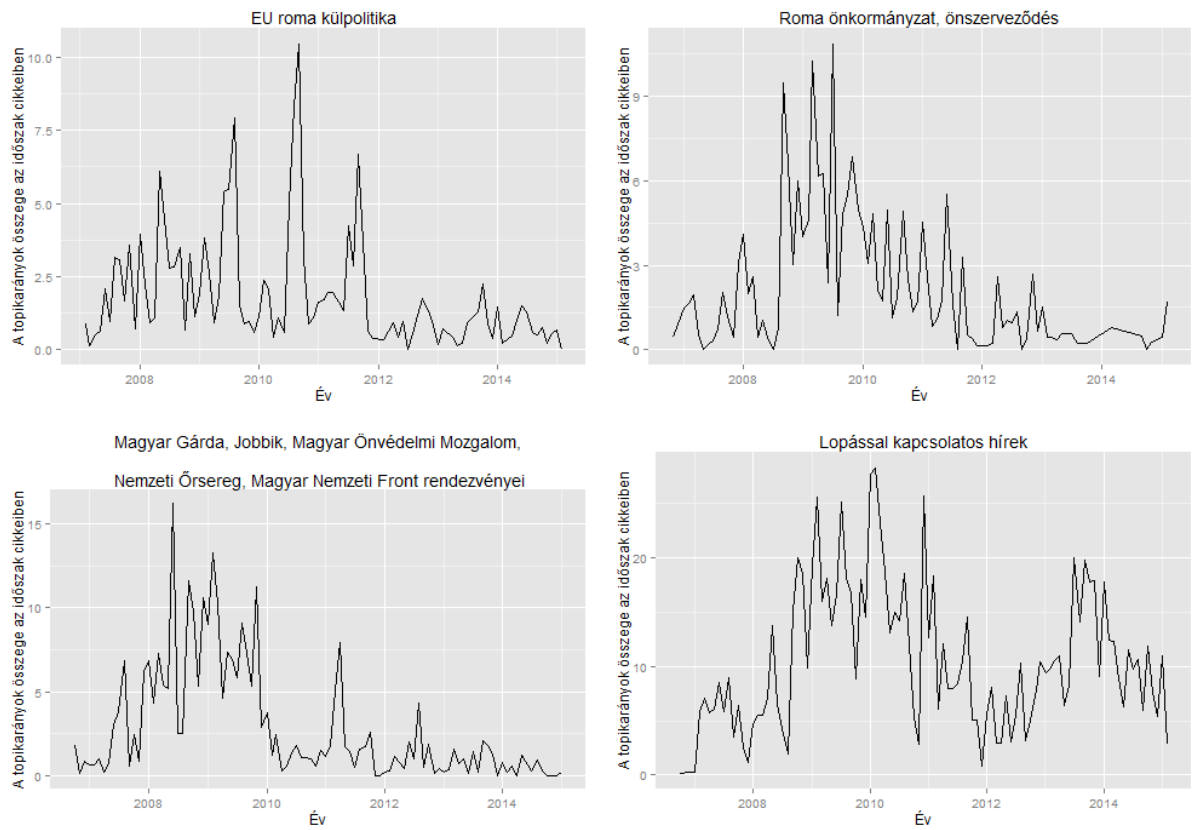 EU roma külpolitika
A topikarányok összege az időszak cikkeiben
10.0
7.5
5.0
2.5
0.0
2008
2010
2012
2014
Év
Roma önkormányzat, önszerveződés
A topikarányok összege az időszak cikkeiben
9
6
3
0
2008
2010
2012
2014
Év
Magyar Gárda, Jobbik, Magyar Önvédelmi Mozgalom,
Nemzeti Őrsereg, Magyar Nemzeti Front rendezvényei
A topikarányok összege az időszak cikkeiben
15
10
5
0
2008
2010
2012
2014
Év
Lopással kapcsolatos hírek
A topikarányok összege az időszak cikkeiben
20
10
0
2008
2010
2012
2014
Év